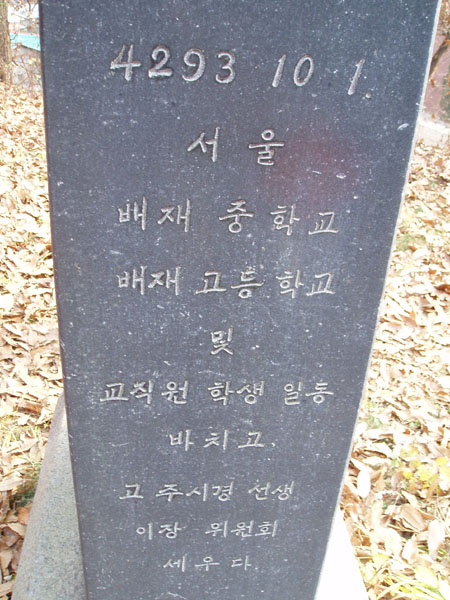 4293 10 1
서울
배재 중학교
배재 고등 학교
및
교직원 학생 일동
바치고.
고 주시경 선생
이장 위원회
세우다.